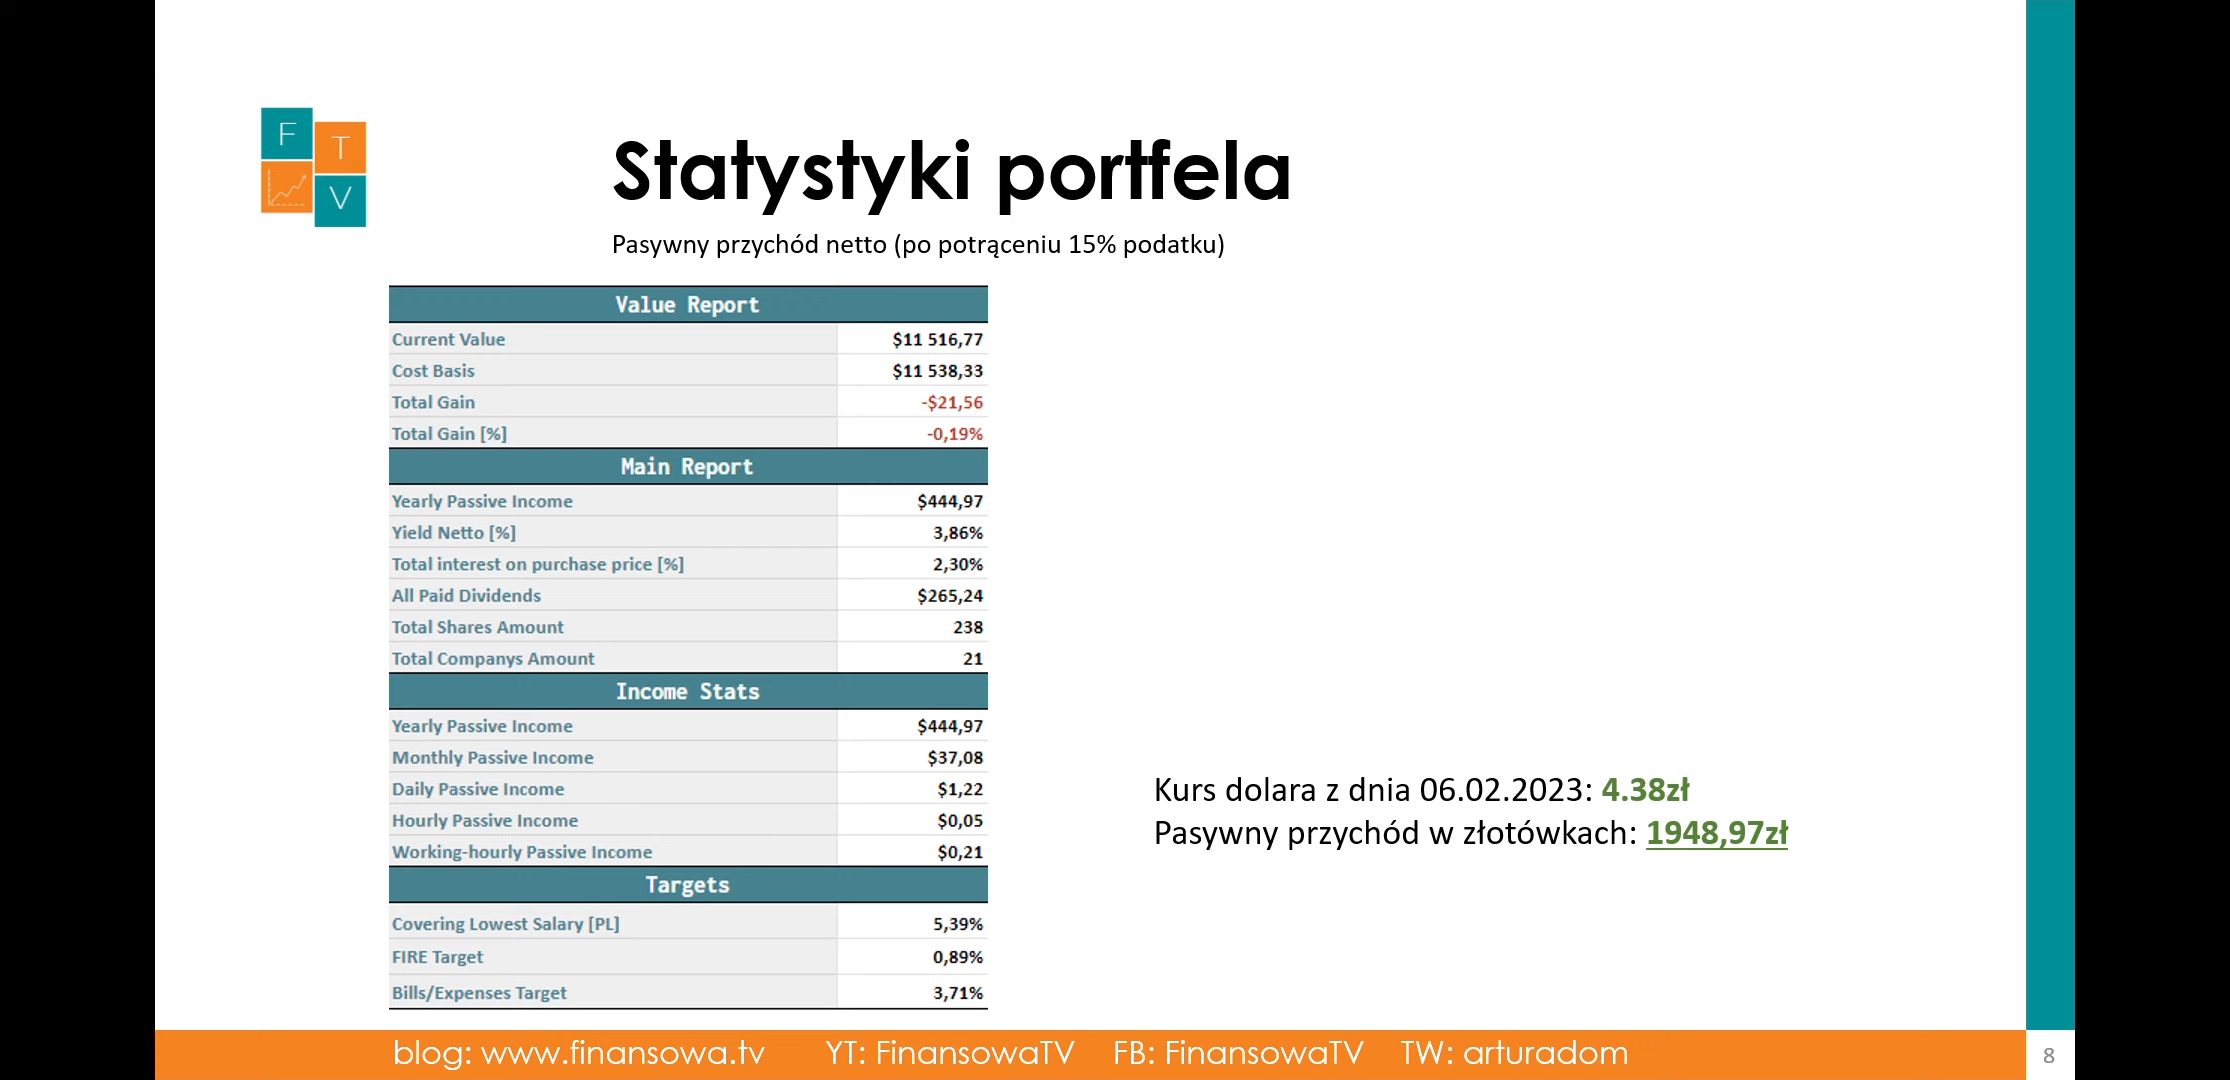 F
T
V
Statystyki portfela
Pasywny przychód netto (po potrąceniu 15% podatku)
Value Report
Current Value $11 516,77
Cost Basis $11 538,33
Total Gain -$21,56
Total Gain [%] -0,19%
Main Report
Yearly Passive Income $444,97
Yield Netto [%] 3,86%
Total interest on purchase price [%] 2,30%
All Paid Dividends $265,24
Total Shares Amount 238
Total Companys Amount 21
Income Stats
Yearly Passive Income $444,97
Monthly Passive Income $37,08
Daily Passive Income $1,22
Hourly Passive Income $0,05
Working-hourly Passive Income $0,21
Targets
Covering Lowest Salary [PL] 5,39%
FIRE Target 0,89%
Bills/Expenses Target 3,71%
Kurs dolara z dnia 06.02.2023: 4.38zł
Pasywny przychód w złotówkach: 1948,97zł
blog: www.finansowa.tv YT: FinansowaTV FB: FinansowaTV TW: arturadom
8